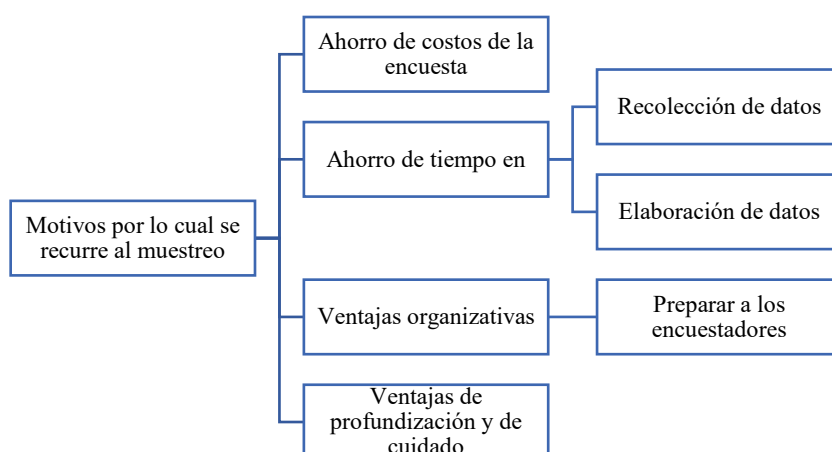 Motivos por lo cual se
recurre al muestreo
Ahorro de costos de la
encuesta
Ahorro de tiempo en
Recolección de datos
Elaboración de datos
Ventajas organizativas
Preparar a los
encuestadores
Ventajas de
profundización y de
cuidado